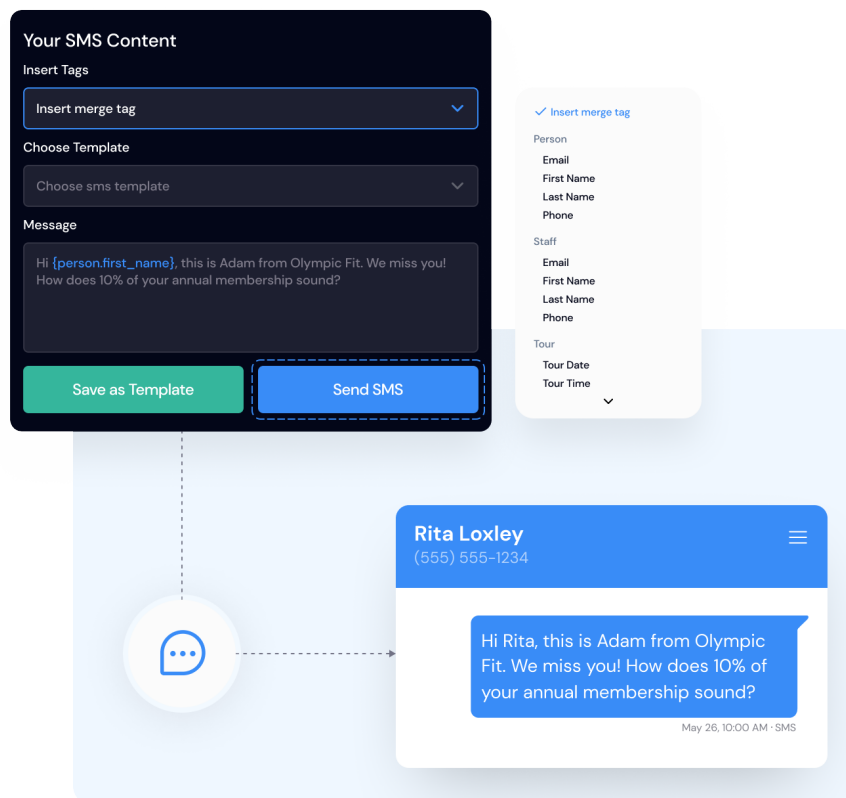 Your SMS Content
Insert Tags
Insert merge tag
Choose Template
Choose sms template
Message
Hi {person.first_name}, this is Adam from Olympic Fit. We miss you!
How does 10% of your annual membership sound?
Save as Template
Send SMS
Insert merge tag
Person
Email
First Name
Last Name
Phone
Staff
Email
First Name
Last Name
Phone
Tour
Tour Date
Tour Time
Rita Loxley
(555) 555-1234
Hi Rita, this is Adam from Olympic
Fit. We miss you! How does 10% of
your annual membership sound?
May 26, 10:00 AM · SMS